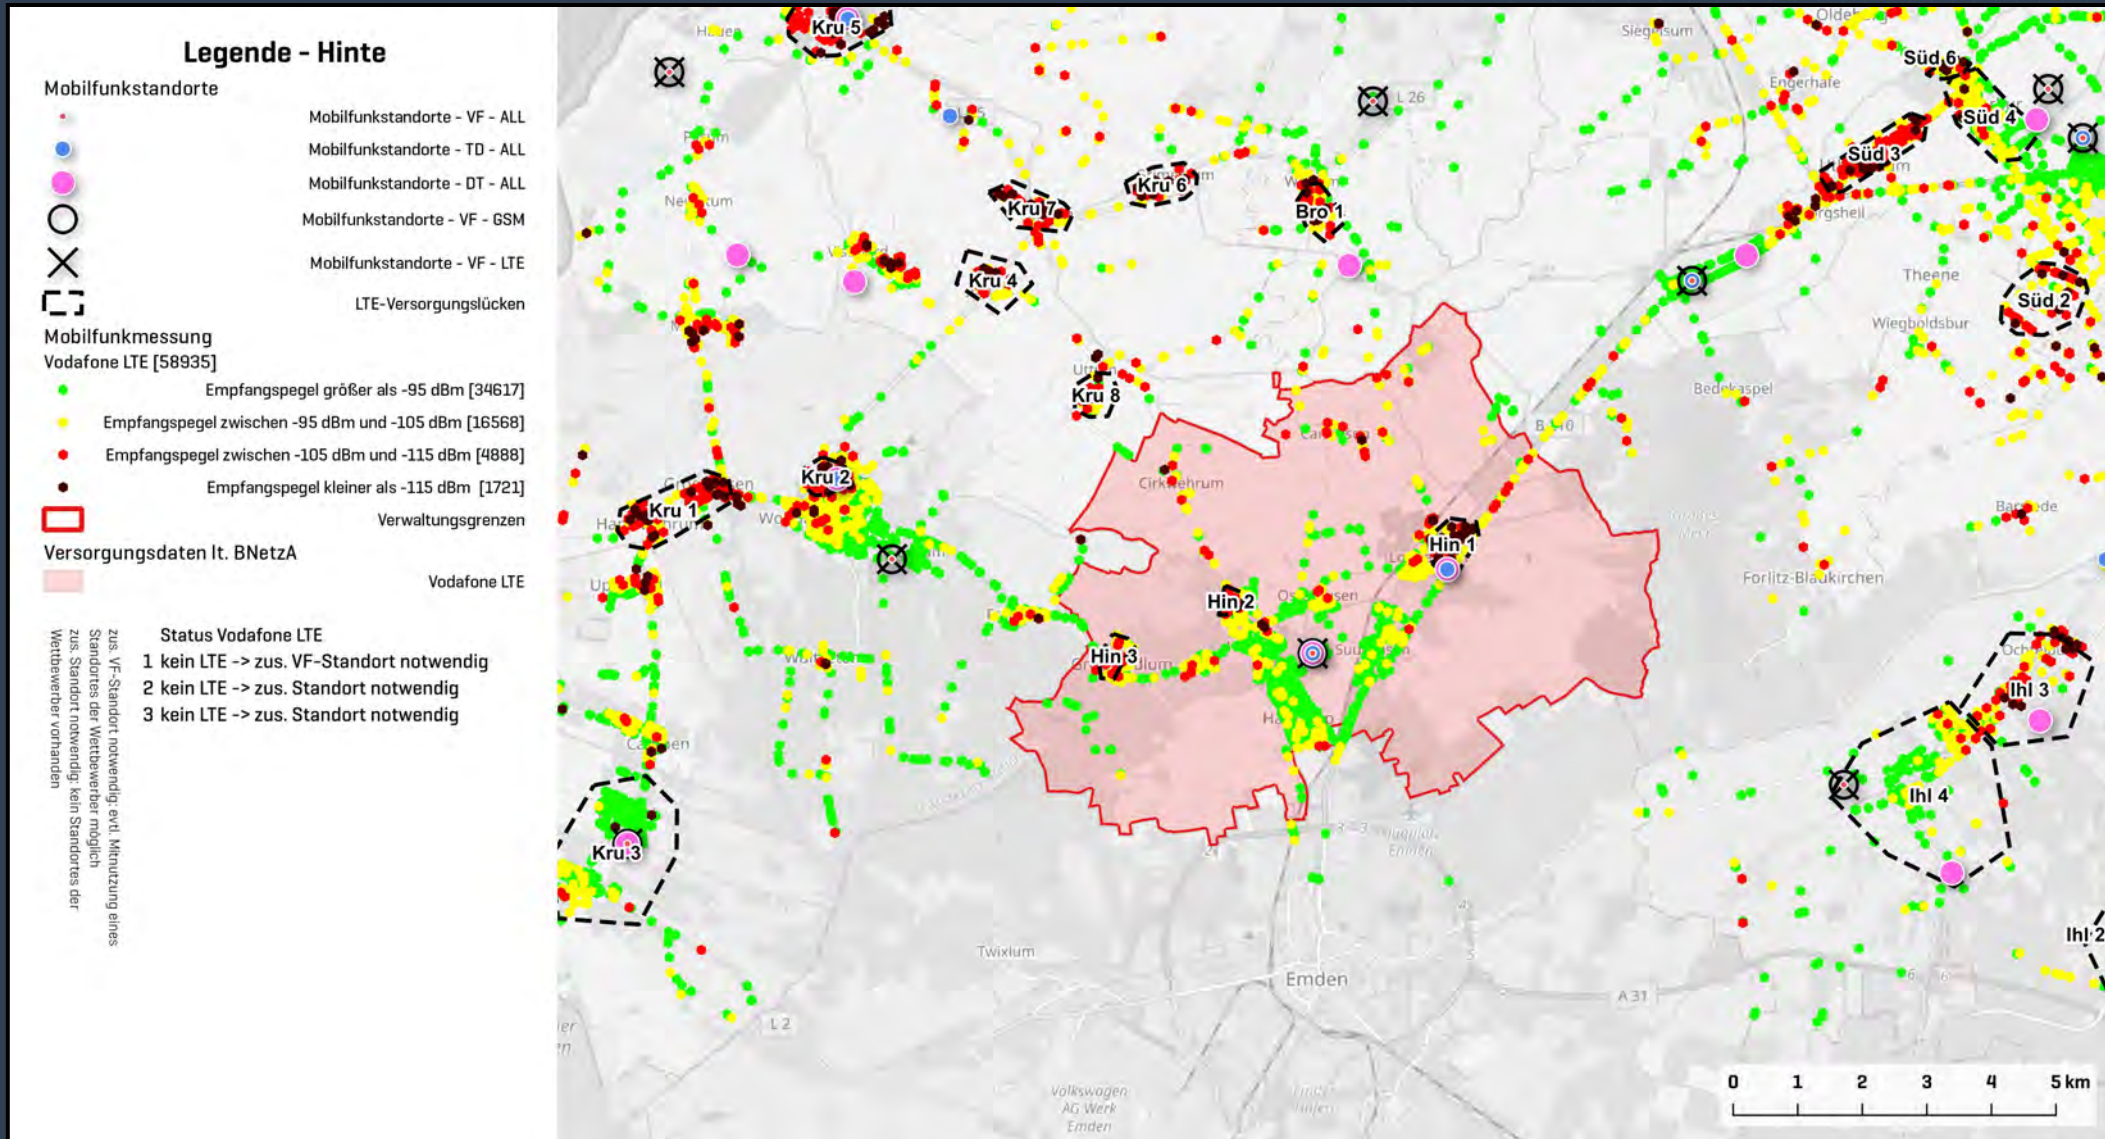 Legende - Hinte
Mobilfunkstandorte
Mobilfunkstandorte - VF - ALL
Mobilfunkstandorte - TD - ALL
Mobilfunkstandorte - DT - ALL
Mobilfunkstandorte - VF - GSM
Mobilfunkstandorte - VF - LTE
LTE-Versorgungslücken
Mobilfunkmessung
Vodafone LTE [58935]
Empfangspegel größer als -95 dBm [34617]
Empfangspegel zwischen -95 dBm und -105 dBm [16568]
Empfangspegel zwischen -105 dBm und -115 dBm [4888]
Empfangspegel kleiner als -115 dBm [1721]
Verwaltungsgrenzen
Versorgungsdaten lt. BNetzA
Vodafone LTE
Status Vodafone LTE
1 kein LTE -> zus. VF-Standort notwendig
2 kein LTE -> zus. Standort notwendig
3 kein LTE -> zus. Standort notwendig
zus. VF-Standort notwendig: evtl. Mitnutzung eines
Standortes der Wettbewerber möglich
zus. Standort notwendig: kein Standortes der
Wettbewerber vorhanden
Kru 5
Hauen
Siegelsum
Süd 6
Engerhafe
L 26
Süd 4
Süd 3
Kru 6
Kru 7
Bro 1
Theene
Kru 4
Süd 2
Wiegboldsbur
Kru 8
Bedekaspel
B 210
Kru 2
Cirkwehrum
Kru 1
Hin 1
Forlitz-Blaukirchen
Hin 2
Hin 3
Ihl 3
Ihl 4
Kru 3
Flugplatz
Emden
Ihl 2
Twixlum
Emden
A 31
L 2
Volkswagen
AG Werk
Emden
0 1 2 3 4 5 km